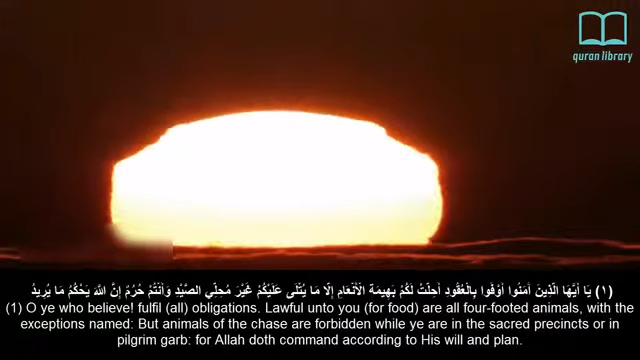 quran library
(١) يَا أَيُّهَا الَّذِينَ آمَنُوا أَوْفُوا بِالْعُقُودِ أُحِلَّتْ لَكُمْ بَهِيمَةُ الْأَنْعَامِ إِلَّا مَا يُتْلَى عَلَيْكُمْ غَيْرَ مُحِلِّي الصَّيْدِ وَأَنْتُمْ حُرُمٌ إِنَّ اللَّهَ يَحْكُمُ مَا يُرِيدُ
(1) O ye who believe! fulfil (all) obligations. Lawful unto you (for food) are all four-footed animals, with the
exceptions named: But animals of the chase are forbidden while ye are in the sacred precincts or in
pilgrim garb: for Allah doth command according to His will and plan.